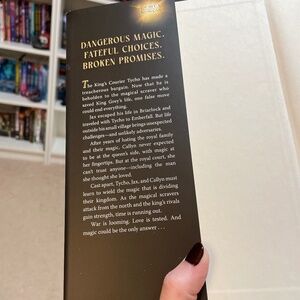 DANGEROUS MAGIC.
FATEFUL CHOICES.
BROKEN PROMISES.
The King's Courier Tycho has made a
treacherous bargain. Now that he is
beholden to the magical scraver who
saved King Grey's life, one false move
could end everything.
Jax escaped his life in Briarlock and
traveled with Tycho to Emberfall. But life
outside his small village brings unexpected
challenges—and unlikely adversaries.
After years of hating the royal family
and their magic, Callyn never expected
to be at the queen's side, with magic at
her fingertips. But at the royal court, she
can't trust anyone—including the man
she thought she loved.
Cast apart, Tycho, Jax, and Callyn must
learn to wield the magic that is dividing
their kingdom. As the magical scravers
attack from the north and the king's rivals
gain strength, time is running out.
War is looming. Love is tested. And
magic could be the only answer . . .